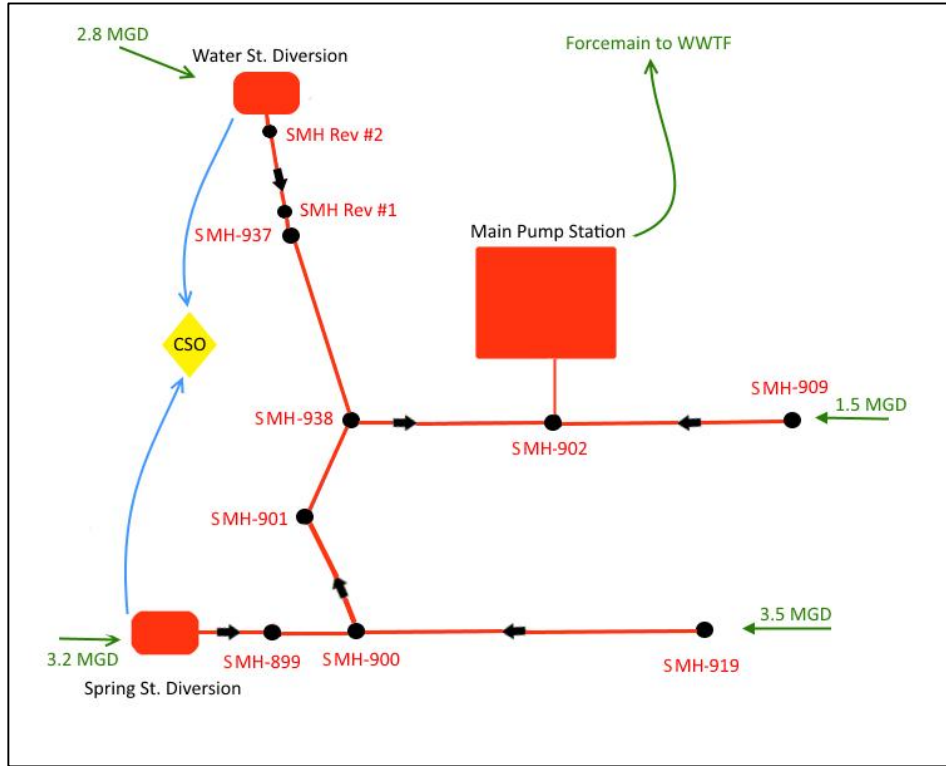 2.8 MGD
Water St. Diversion
Forcemain to WWTF
SMH Rev #2
SMH Rev #1
SMH-937
Main Pump Station
CSO
SMH-938
SMH-909
1.5 MGD
SMH-902
SMH-901
3.5 MGD
3.2 MGD
SMH-899
SMH-900
SMH-919
Spring St. Diversion